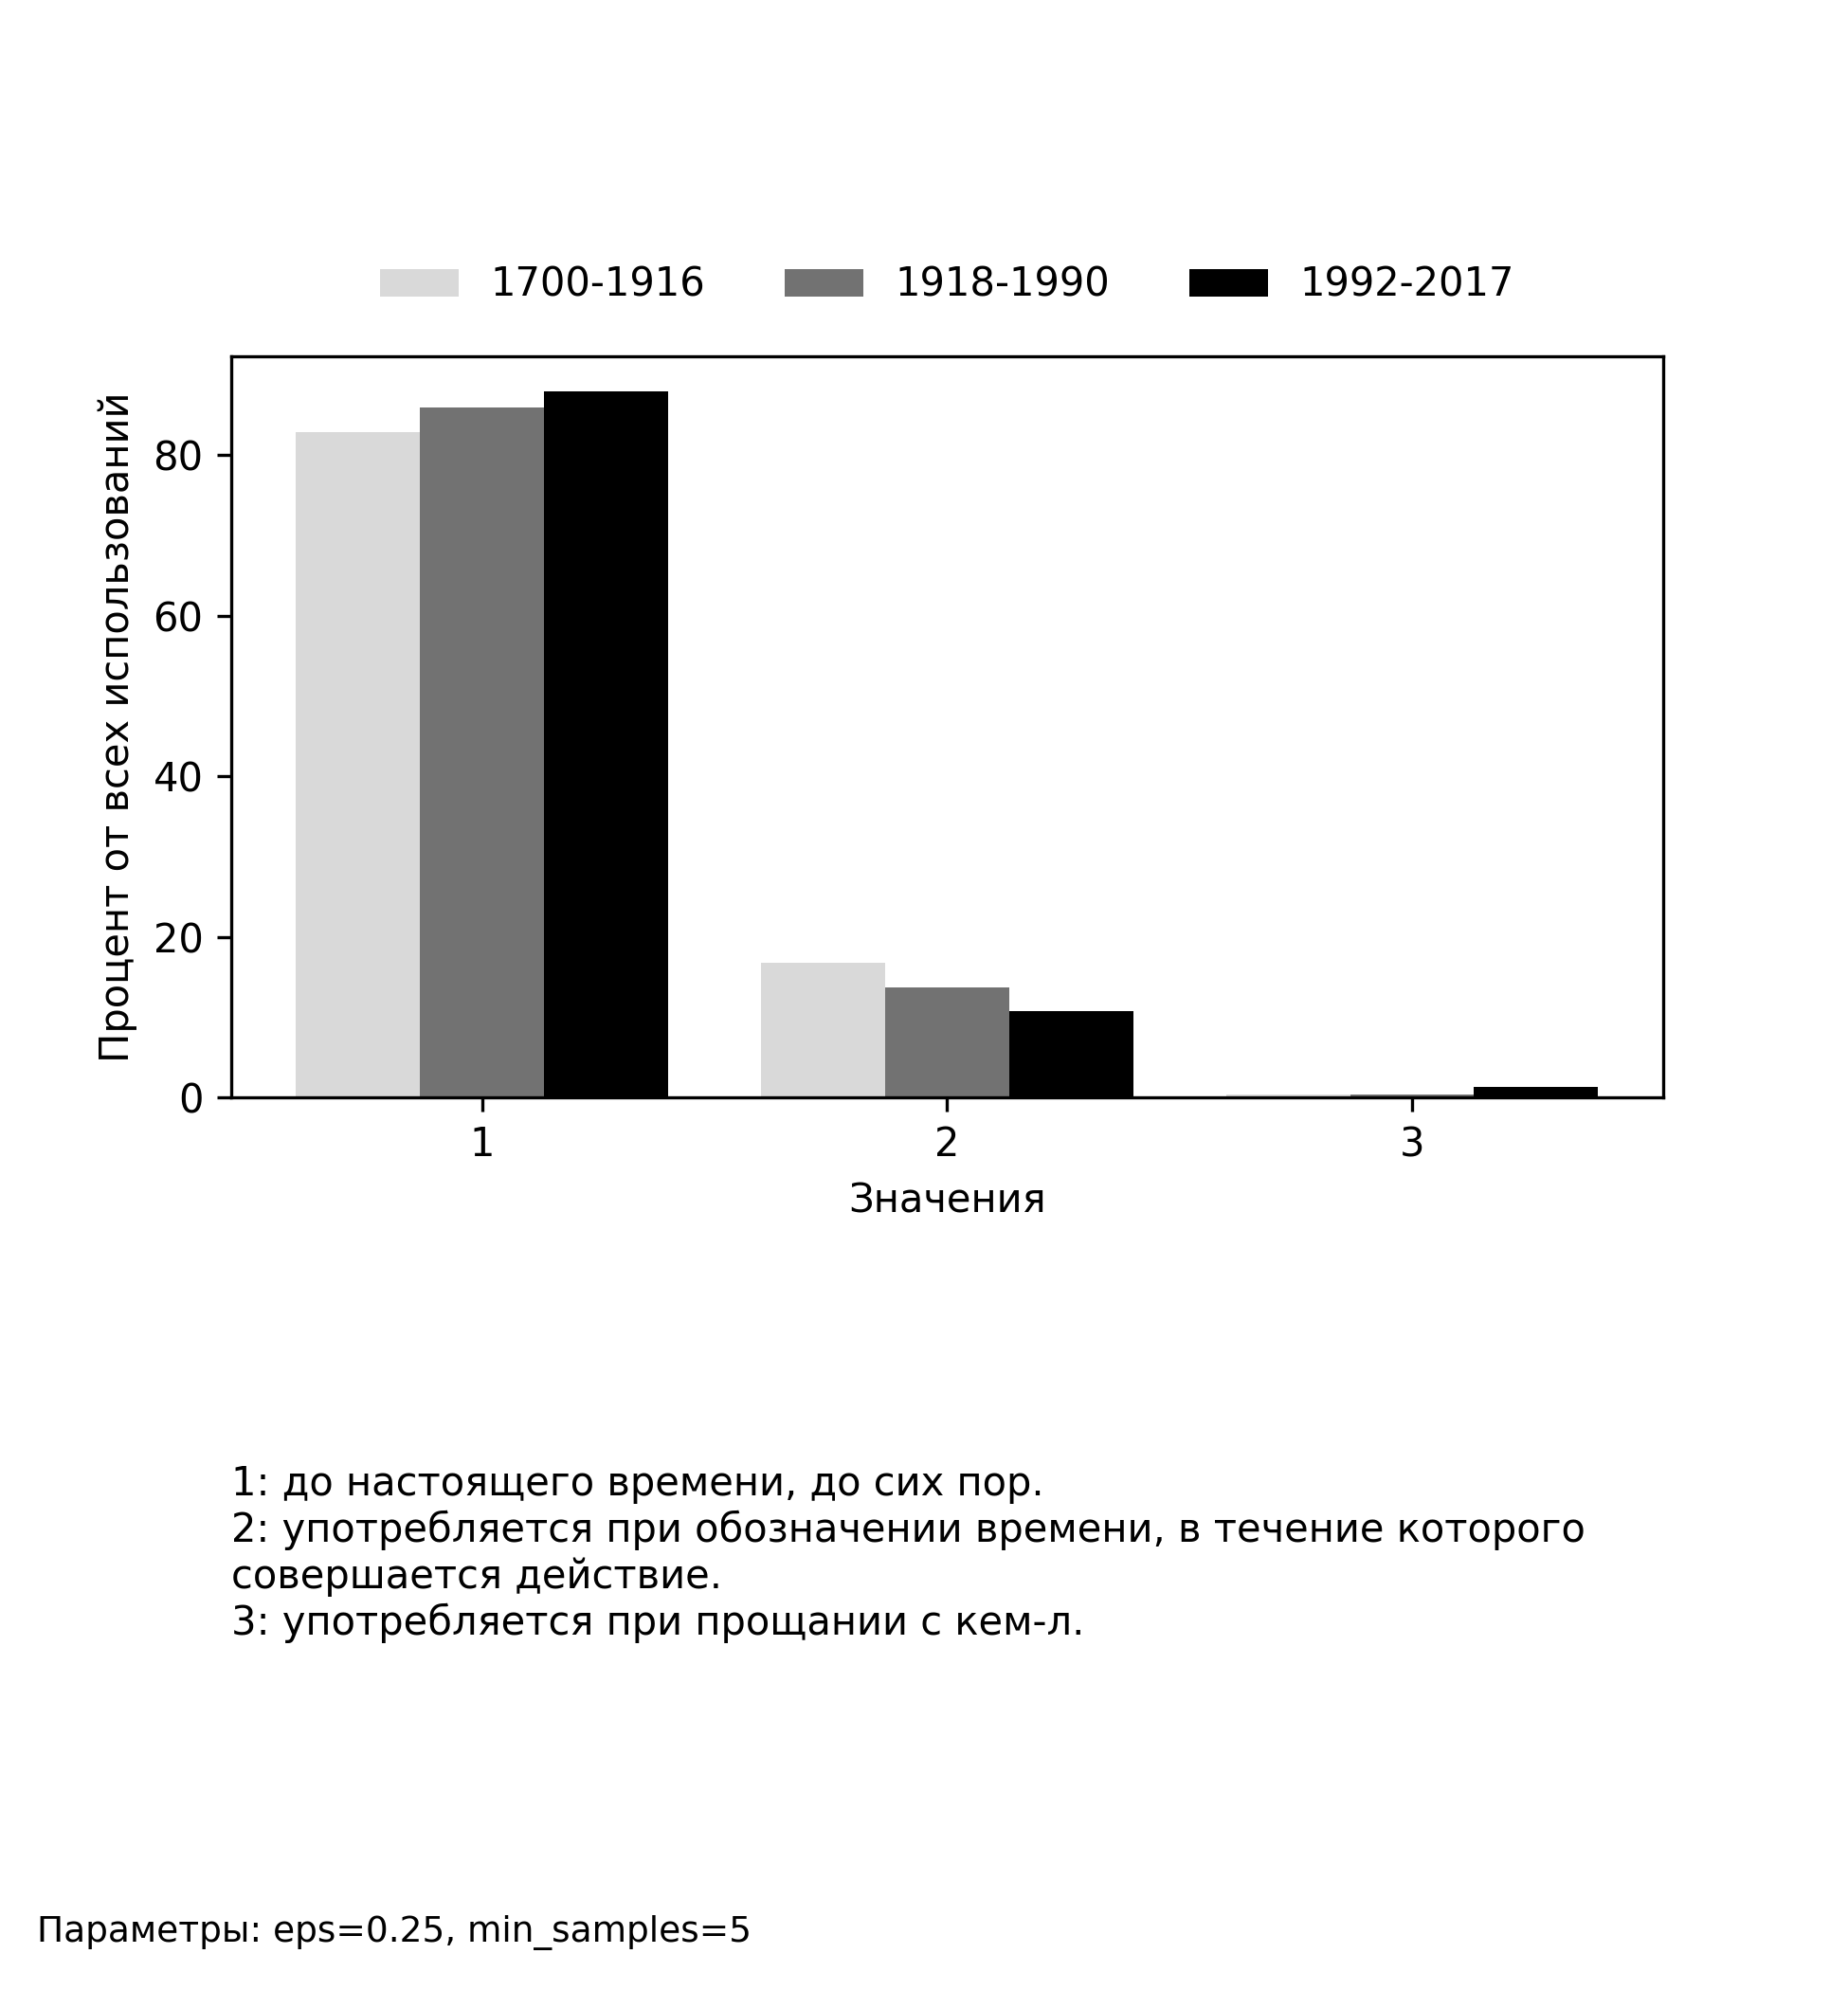 1700-1916 1918-1990 1992-2017
Процент от всех использований
80
60
40
20
0
1 2 3
Значения
1: до настоящего времени, до сих пор.
2: употребляется при обозначении времени, в течение которого
совершается действие.
3: употребляется при прощании с кем-л.
Параметры: eps=0.25, min_samples=5